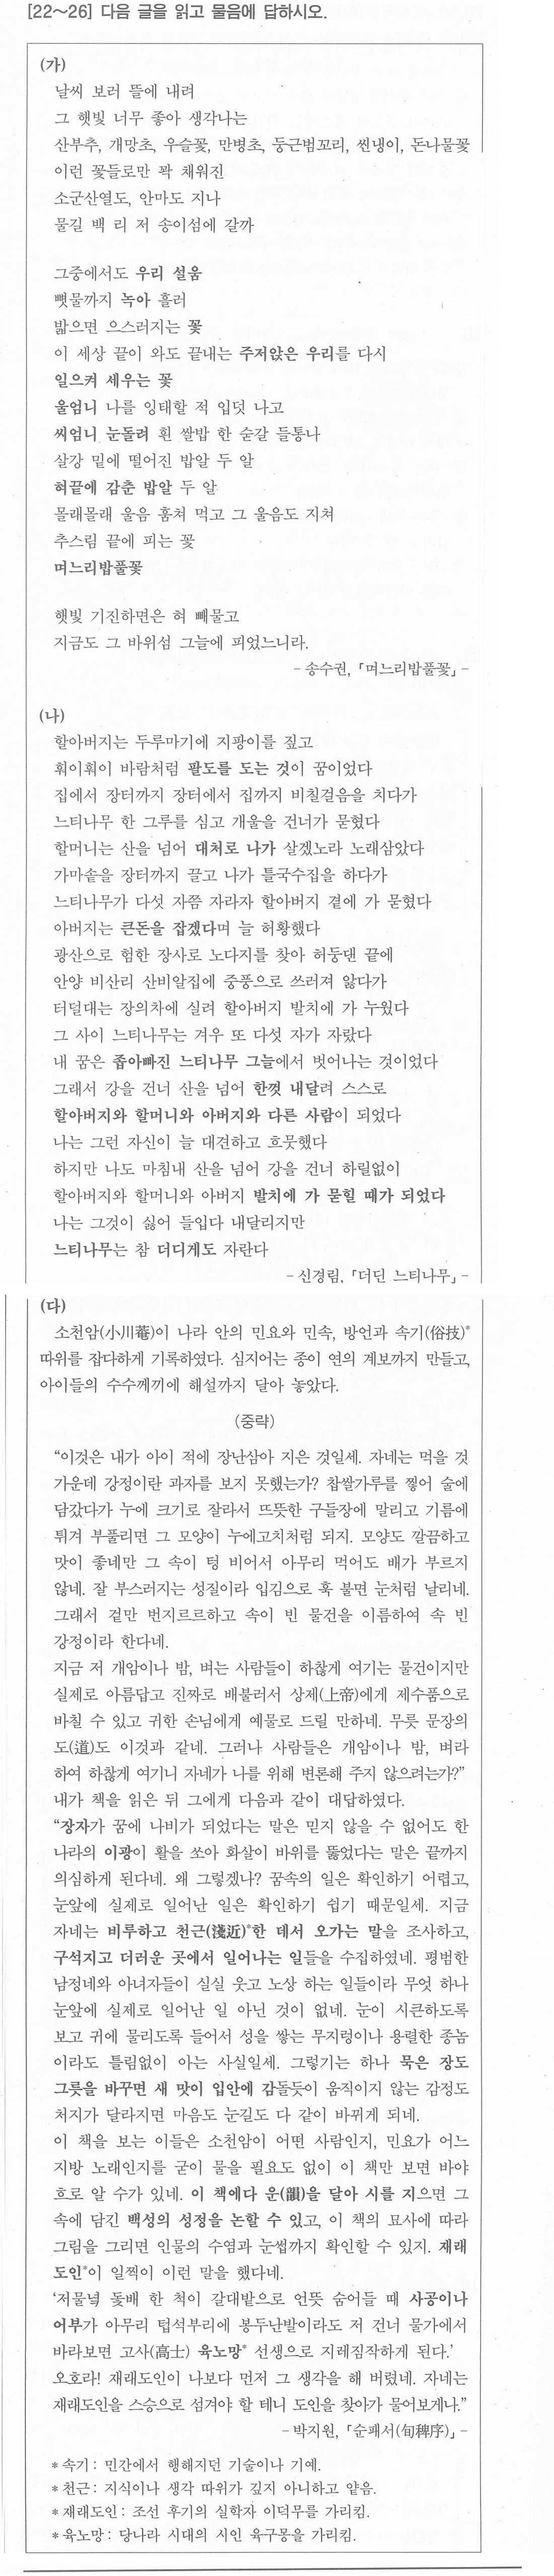 [22～26] 다음 글을 읽고 물음에 답하시오.
(가)
날씨 보러 뜰에 내려
그 햇빛 너무 좋아 생각나는
산부추, 개망초, 우슬꽃, 만병초, 둥근범꼬리, 씬냉이, 돈나물꽃
이런 꽃들로만 꽉 채워진
소군산열도, 안마도 지나
물길 백 리 저 송이섬에 갈까
그중에서도 우리 설움
뼛물까지 녹아 흘러
밟으면 으스러지는 꽃
이 세상 끝이 와도 끝내는 주저앉은 우리를 다시
일으켜 세우는 꽃
울엄니 나를 잉태할 적 입덧 나고
씨엄니 눈돌려 흰 쌀밥 한 숟갈 들통나
살강 밑에 떨어진 밥알 두 알
혀끝에 감춘 밥알 두 알
몰래몰래 울음 훔쳐 먹고 그 울음도 지쳐
추스림 끝에 피는 꽃
며느리밥풀꽃
햇빛 기진하면은 혀 빼물고
지금도 그 바위섬 그늘에 피었느니라.
- 송수권, 「며느리밥풀꽃」 -
(나)
할아버지는 두루마기에 지팡이를 짚고
훠이훠이 바람처럼 팔도를 도는 것이 꿈이었다
집에서 장터까지 장터에서 집까지 비칠걸음을 치다가
느티나무 한 그루를 심고 개울을 건너가 묻혔다
할머니는 산을 넘어 대처로 나가 살겠노라 노래삼았다
가마솥을 장터까지 끌고 나가 틀국수집을 하다가
느티나무가 다섯 자쯤 자라자 할아버지 곁에 가 묻혔다
아버지는 큰돈을 잡겠다며 늘 허황했다
광산으로 험한 장사로 노다지를 찾아 허둥댄 끝에
안양 비산리 산비알집에 중풍으로 쓰러져 앓다가
터덜대는 장의차에 실려 할아버지 발치에 가 누웠다
그 사이 느티나무는 겨우 또 다섯 자가 자랐다
내 꿈은 좁아빠진 느티나무 그늘에서 벗어나는 것이었다
그래서 강을 건너 산을 넘어 한껏 내달려 스스로
할아버지와 할머니와 아버지와 다른 사람이 되었다
나는 그런 자신이 늘 대견하고 흐뭇했다
하지만 나도 마침내 산을 넘어 강을 건너 하릴없이
할아버지와 할머니와 아버지 발치에 가 묻힐 때가 되었다
나는 그것이 싫어 들입다 내달리지만
느티나무는 참 더디게도 자란다
- 신경림, 「더딘 느티나무」 -
(다)
소천암(小川菴)이 나라 안의 민요와 민속, 방언과 속기(俗技)*
따위를 잡다하게 기록하였다. 심지어는 종이 연의 계보까지 만들고,
아이들의 수수께끼에 해설까지 달아 놓았다.
(중략)
“이것은 내가 아이 적에 장난삼아 지은 것일세. 자네는 먹을 것
가운데 강정이란 과자를 보지 못했는가? 찹쌀가루를 찧어 술에
담갔다가 누에 크기로 잘라서 뜨뜻한 구들장에 말리고 기름에
튀겨 부풀리면 그 모양이 누에고치처럼 되지. 모양도 깔끔하고
맛이 좋네만 그 속이 텅 비어서 아무리 먹어도 배가 부르지
않네. 잘 부스러지는 성질이라 입김으로 훅 불면 눈처럼 날리네.
그래서 겉만 번지르르하고 속이 빈 물건을 이름하여 속 빈
강정이라 한다네.
지금 저 개암이나 밤, 벼는 사람들이 하찮게 여기는 물건이지만
실제로 아름답고 진짜로 배불러서 상제(上帝)에게 제수품으로
바칠 수 있고 귀한 손님에게 예물로 드릴 만하네. 무릇 문장의
도(道)도 이것과 같네. 그러나 사람들은 개암이나 밤, 벼라
하여 하찮게 여기니 자네가 나를 위해 변론해 주지 않으려는가?”
내가 책을 읽은 뒤 그에게 다음과 같이 대답하였다.
“장자가 꿈에 나비가 되었다는 말은 믿지 않을 수 없어도 한
나라의 이광이 활을 쏘아 화살이 바위를 뚫었다는 말은 끝까지
의심하게 된다네. 왜 그렇겠나? 꿈속의 일은 확인하기 어렵고,
눈앞에 실제로 일어난 일은 확인하기 쉽기 때문일세. 지금
자네는 비루하고 천근(淺近)*한 데서 오가는 말을 조사하고,
구석지고 더러운 곳에서 일어나는 일들을 수집하였네. 평범한
남정네와 아녀자들이 실실 웃고 노상 하는 일들이라 무엇 하나
눈앞에 실제로 일어난 일 아닌 것이 없네. 눈이 시큰하도록
보고 귀에 물리도록 들어서 성을 쌓는 무지렁이나 용렬한 종놈
이라도 틀림없이 아는 사실일세. 그렇기는 하나 묵은 장도
그릇을 바꾸면 새 맛이 입안에 감돌듯이 움직이지 않는 감정도
처지가 달라지면 마음도 눈길도 다 같이 바뀌게 되네.
이 책을 보는 이들은 소천암이 어떤 사람인지, 민요가 어느
지방 노래인지를 굳이 물을 필요도 없이 이 책만 보면 바야
흐로 알 수가 있네. 이 책에다 운(韻)을 달아 시를 지으면 그
속에 담긴 백성의 성정을 논할 수 있고, 이 책의 묘사에 따라
그림을 그리면 인물의 수염과 눈썹까지 확인할 수 있지. 재래
도인*이 일찍이 이런 말을 했다네.
‘저물녘 돛배 한 척이 갈대밭으로 언뜻 숨어들 때 사공이나
어부가 아무리 텁석부리에 봉두난발이라도 저 건너 물가에서
바라보면 고사(高士) 육노망* 선생으로 지레짐작하게 된다.’
오호라! 재래도인이 나보다 먼저 그 생각을 해 버렸네. 자네는
재래도인을 스승으로 섬겨야 할 테니 도인을 찾아가 물어보게나.”
- 박지원, 「순패서(旬稗序)」 -
* 속기 : 민간에서 행해지던 기술이나 기예.
* 천근 : 지식이나 생각 따위가 깊지 아니하고 얕음.
* 재래도인 : 조선 후기의 실학자 이덕무를 가리킴.
* 육노망 : 당나라 시대의 시인 육구몽을 가리킴.